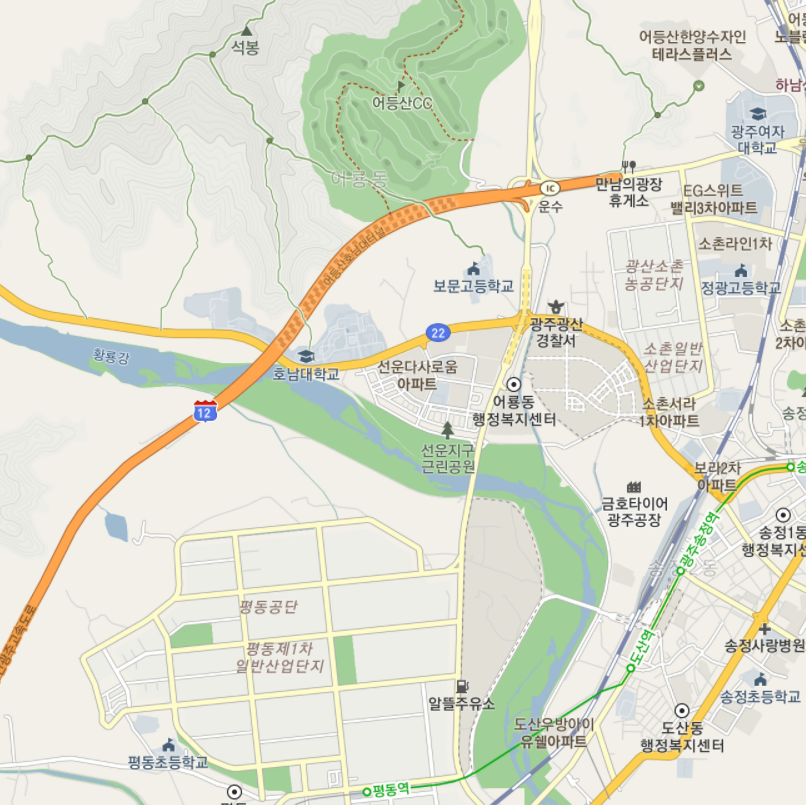 석봉
어등산한양수자인
테라스플러스
어등산CC
광주여자
대학교
어룡동
만남의광장
휴게소
IC
운수
EG스위트
밸리3차아파트
소촌라인1차
어등산호남대터널
보문고등학교
광산소촌
농공단지
정광고등학교
22
광주광산
경찰서
황룡강
호남대학교
선운다사로움
아파트
소촌일반
산업단지
12
어룡동
행정복지센터
소촌서라
1차아파트
선운지구
근린공원
보라2차
아파트
금호타이어
광주공장
광주송정역
송정1동
행정복지센
평동공단
평동제1차
일반산업단지
도산역
송정사랑병원
알뜰주유소
송정초등학교
도산우방아이
유쉘아파트
도산동
행정복지센터
평동초등학교
평동역